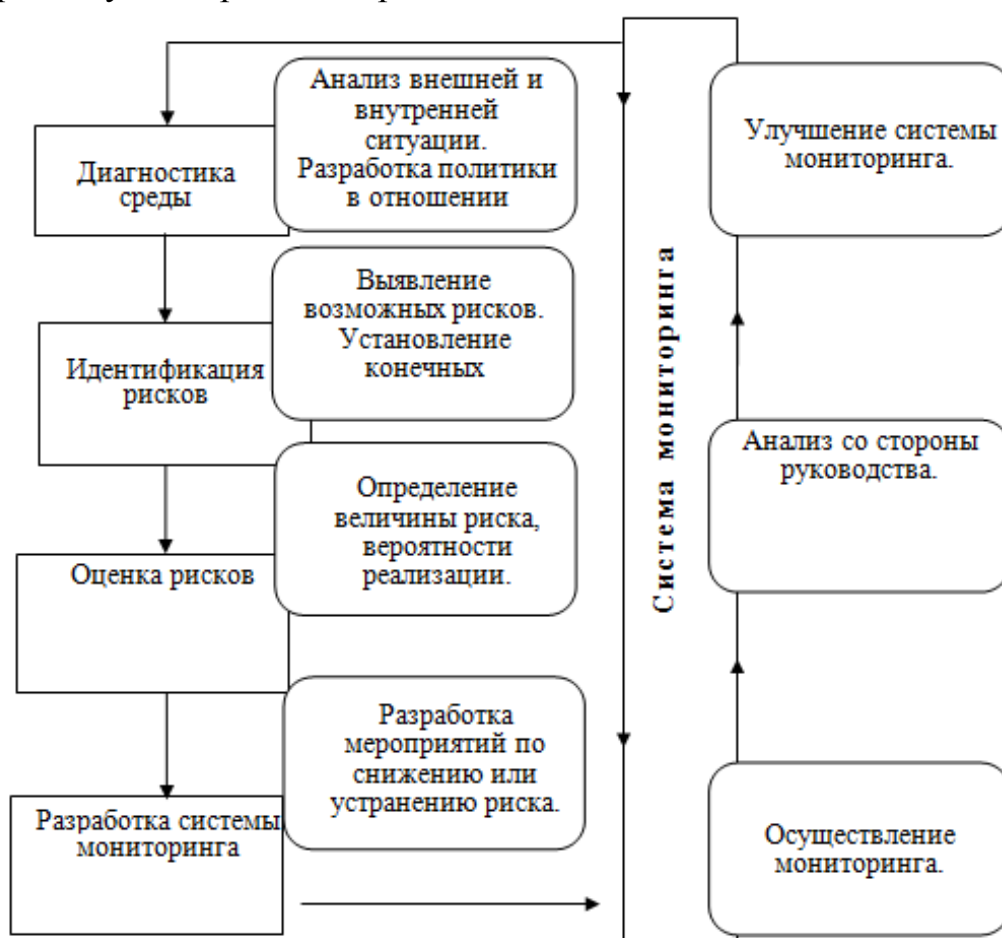 Диагностика
среды
Анализ внешней и
внутренней
ситуации.
Разработка политики
в отношении
Идентификация
рисков
Выявление
возможных рисков.
Установление
конечных
Оценка рисков
Определение
величины риска,
вероятности
реализации.
Разработка системы
мониторинга
Разработка
мероприятий по
снижению или
устранению риска.
Система мониторинга
Улучшение системы
мониторинга.
Анализ со стороны
руководства.
Осуществление
мониторинга.